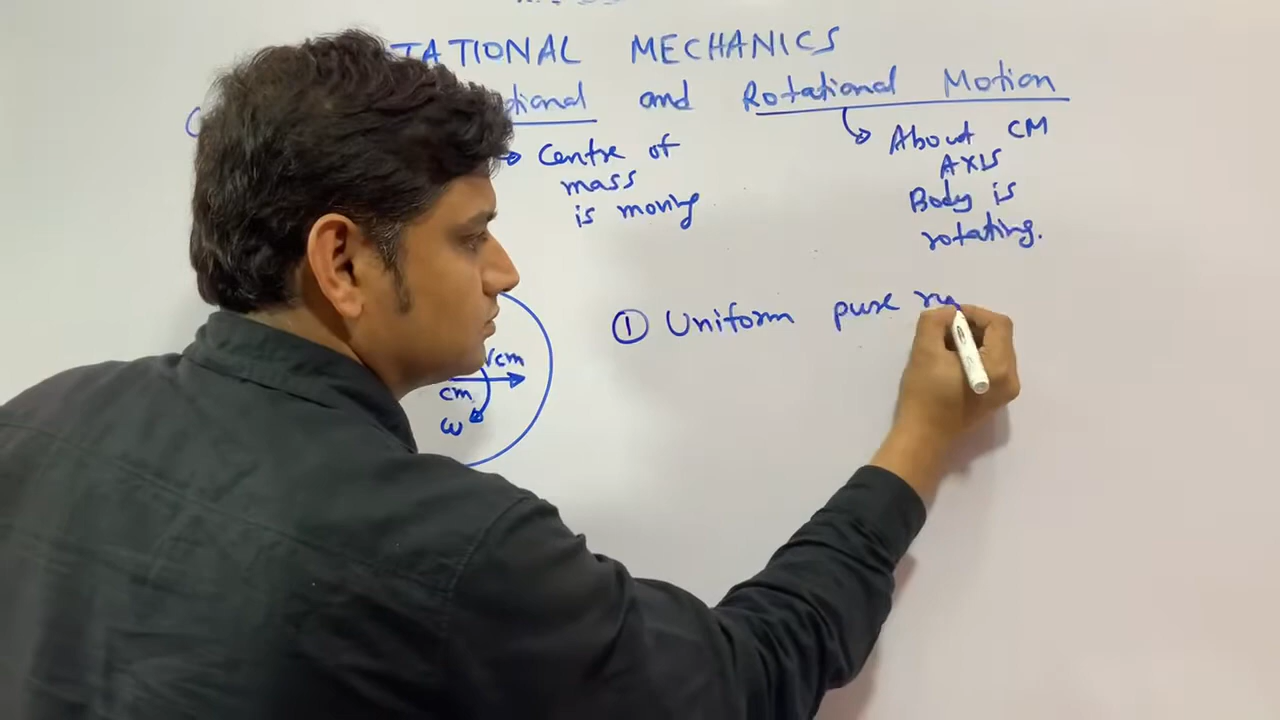 TATIONAL MECHANICS
tional and Rotational Motion
Centre of
mass
is moving
About CM
AXIS
Body is
rotating.
① Uniform pure
Vcm
cm
ω